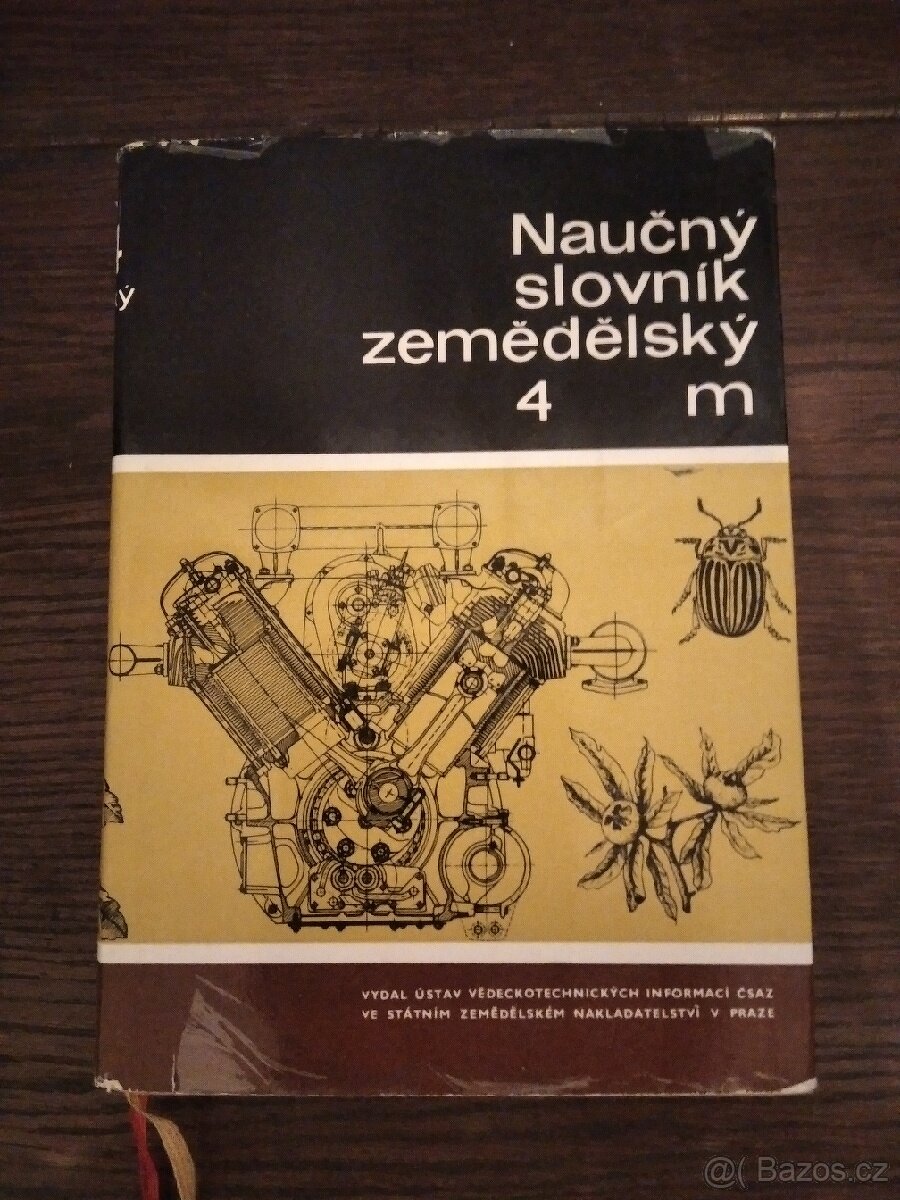 Naučný
slovník
zemědělský
4 m
ý
VYDAL ÚSTAV VĚDECKOTECHNICKÝCH INFORMACÍ ČSAZ
VE STÁTNÍM ZEMĚDĚLSKÉM NAKLADATELSTVÍ V PRAZE
@( Bazos.cz